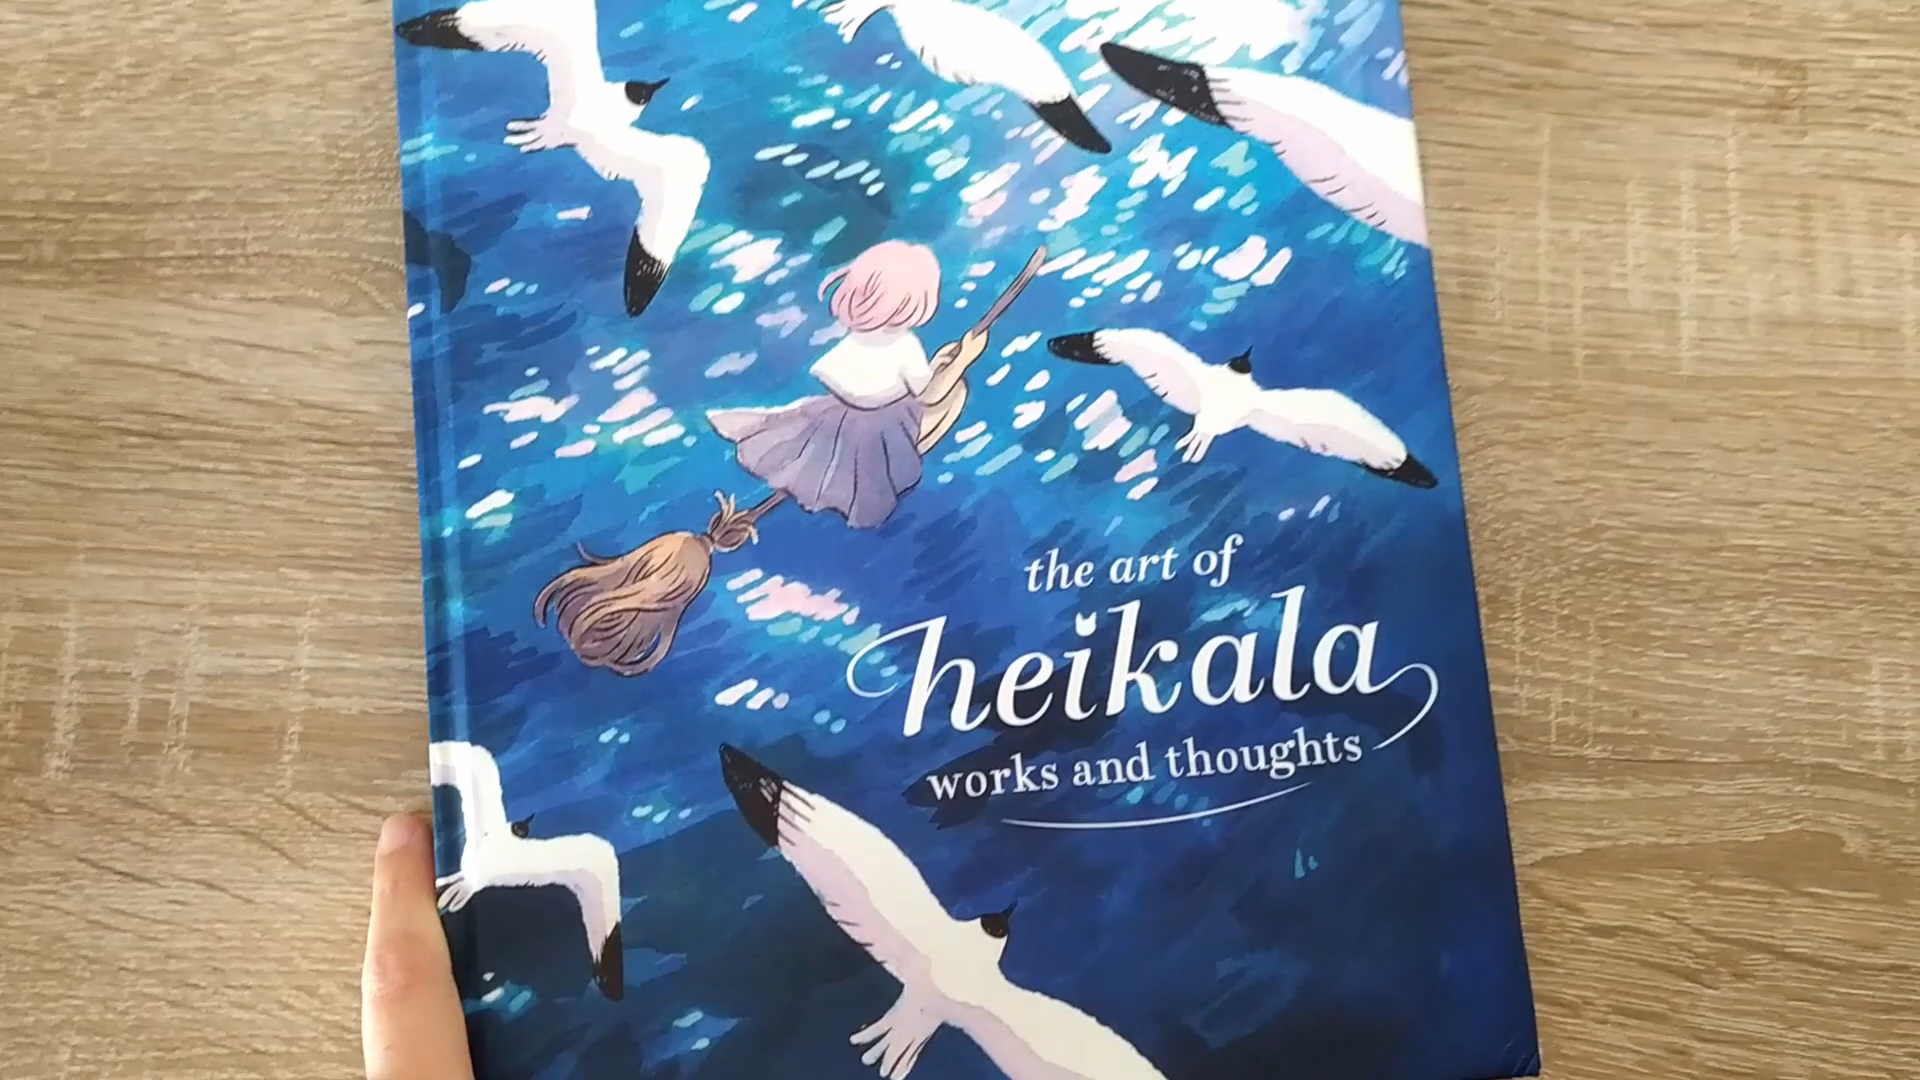 the art of
heikala
works and thoughts